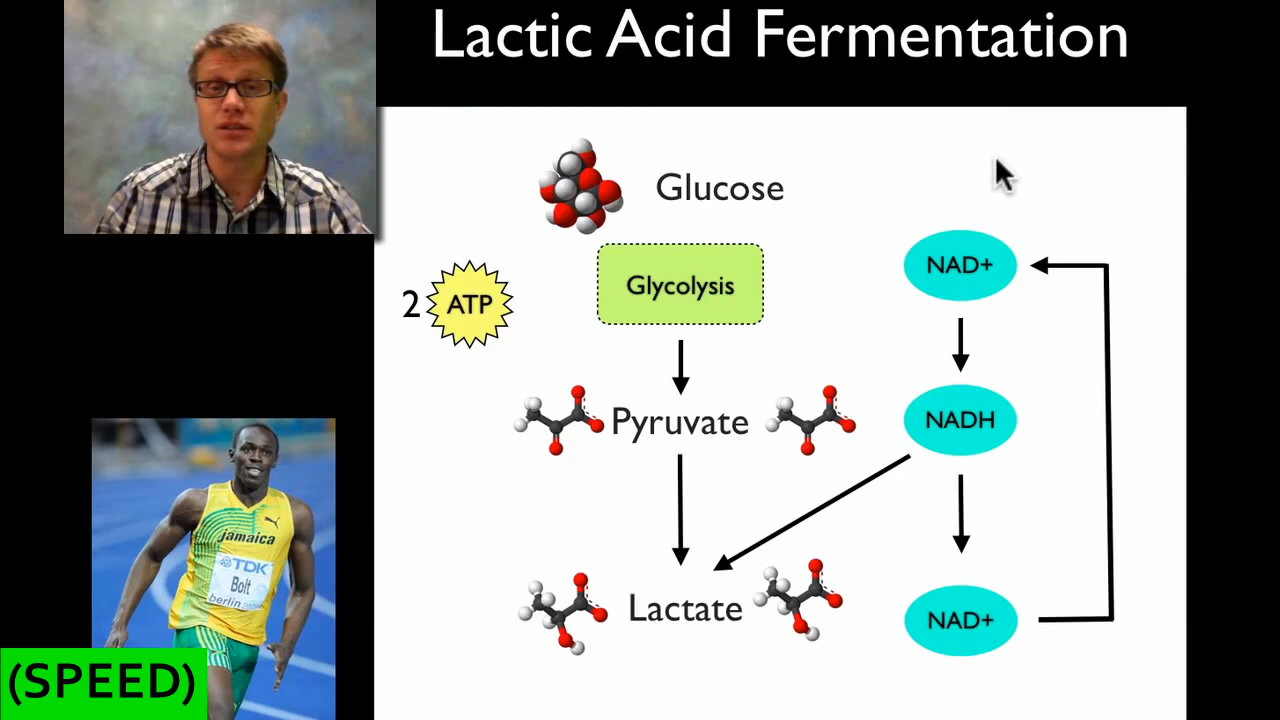 Lactic Acid Fermentation
Glucose
NAD+
Glycolysis
2 ATP
Pyruvate
NADH
Lactate
NAD+
jamaica
TDK
Bolt
berlin
(SPEED)